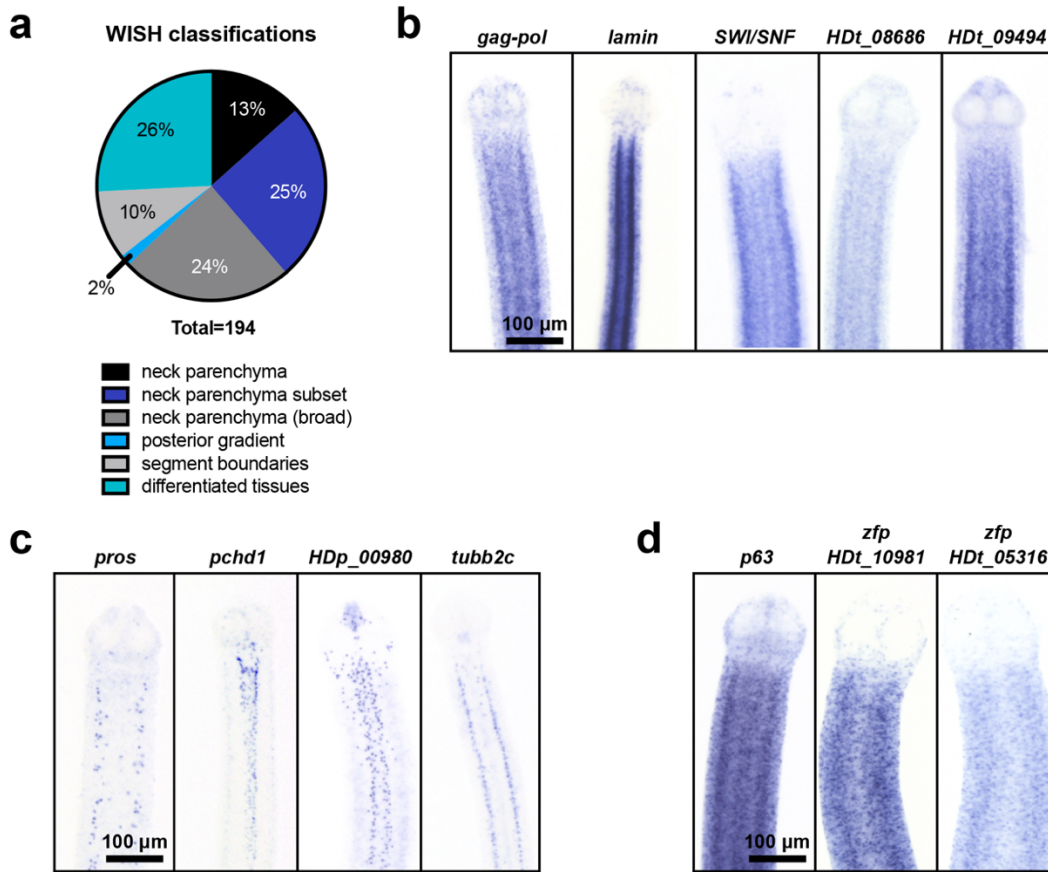 a
WISH classifications
13%
26%
25%
10%
24%
2%
Total=194
neck parenchyma
neck parenchyma subset
neck parenchyma (broad)
posterior gradient
segment boundaries
differentiated tissues
b
gag-pol lamin SWI/SNF HDt_08686 HDt_09494
100 µm
c
pros pchd1 HDp_00980 tubb2c
100 µm
d
p63 zfp HDt_10981 zfp HDt_05316
100 µm